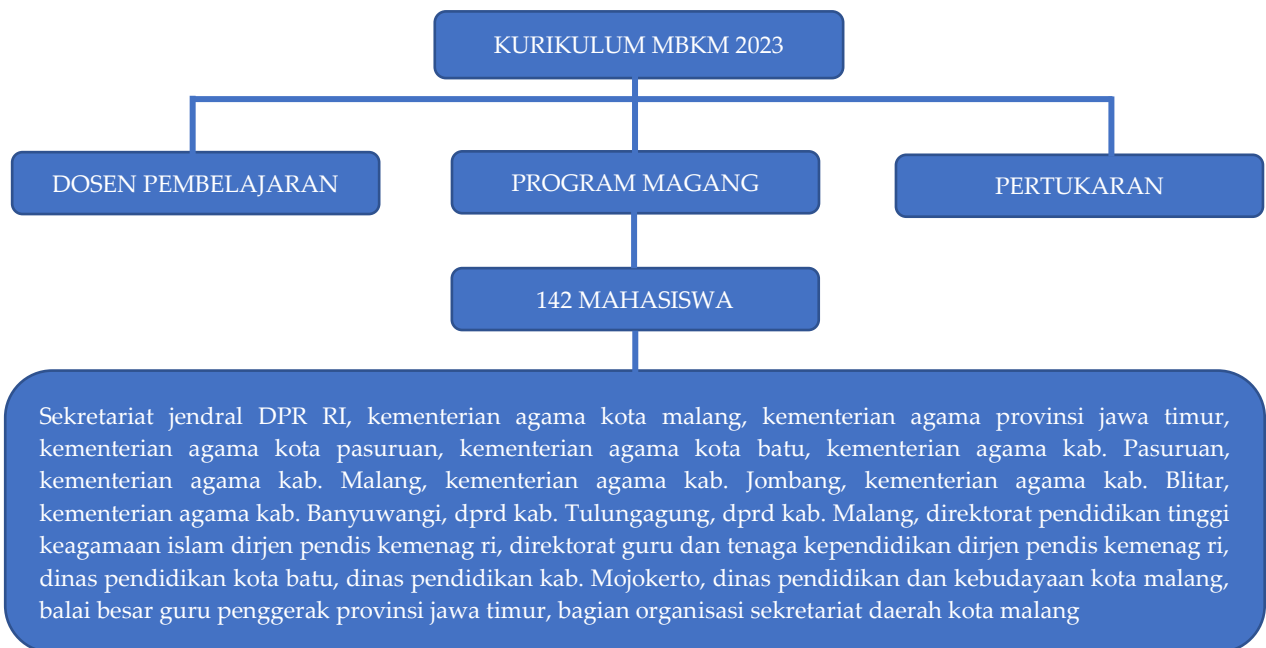 KURIKULUM MBKM 2023
DOSEN PEMBELAJARAN
PROGRAM MAGANG
PERTUKARAN
142 MAHASISWA
Sekretariat jendral DPR RI, kementerian agama kota malang, kementerian agama provinsi jawa timur,
kementerian agama kota pasuruan, kementerian agama kota batu, kementerian agama kab. Pasuruan,
kementerian agama kab. Malang, kementerian agama kab. Jombang, kementerian agama kab. Blitar,
kementerian agama kab. Banyuwangi, dprd kab. Tulungagung, dprd kab. Malang, direktorat pendidikan tinggi
keagamaan islam dirjen pendis kemenag ri, direktorat guru dan tenaga kependidikan dirjen pendis kemenag ri,
dinas pendidikan kota batu, dinas pendidikan kab. Mojokerto, dinas pendidikan dan kebudayaan kota malang,
balai besar guru penggerak provinsi jawa timur, bagian organisasi sekretariat daerah kota malang